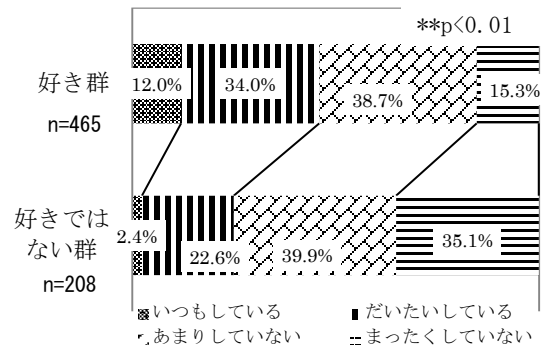 **p<0.01
好き群
n=465
12.0%
34.0%
38.7%
15.3%
好きでは
ない群
n=208
2.4%
22.6%
39.9%
35.1%
いつもしている
だいたいしている
あまりしていない
まったくしていない